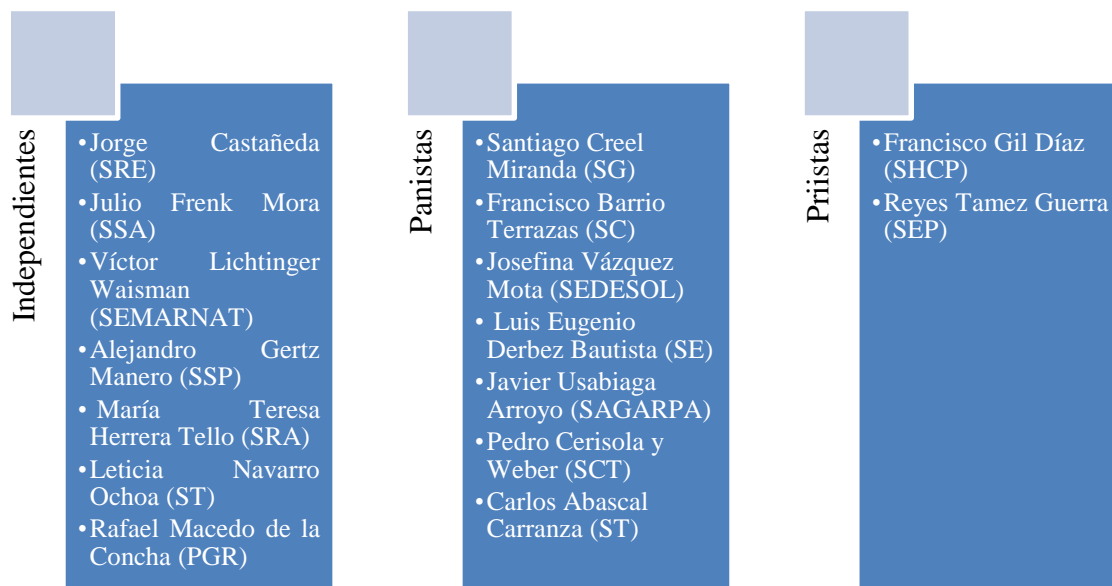 Independientes
•Jorge Castañeda
(SRE)
•Julio Frenk Mora
(SSA)
•Víctor Lichtinger
Waisman
(SEMARNAT)
•Alejandro Gertz
Manero (SSP)
• María Teresa
Herrera Tello (SRA)
•Leticia Navarro
Ochoa (ST)
•Rafael Macedo de la
Concha (PGR)
Panistas
•Santiago Creel
Miranda (SG)
•Francisco Barrio
Terrazas (SC)
•Josefina Vázquez
Mota (SEDESOL)
• Luis Eugenio
Derbez Bautista (SE)
•Javier Usabiaga
Arroyo (SAGARPA)
•Pedro Cerisola y
Weber (SCT)
•Carlos Abascal
Carranza (ST)
Priistas
•Francisco Gil Díaz
(SHCP)
•Reyes Tamez Guerra
(SEP)